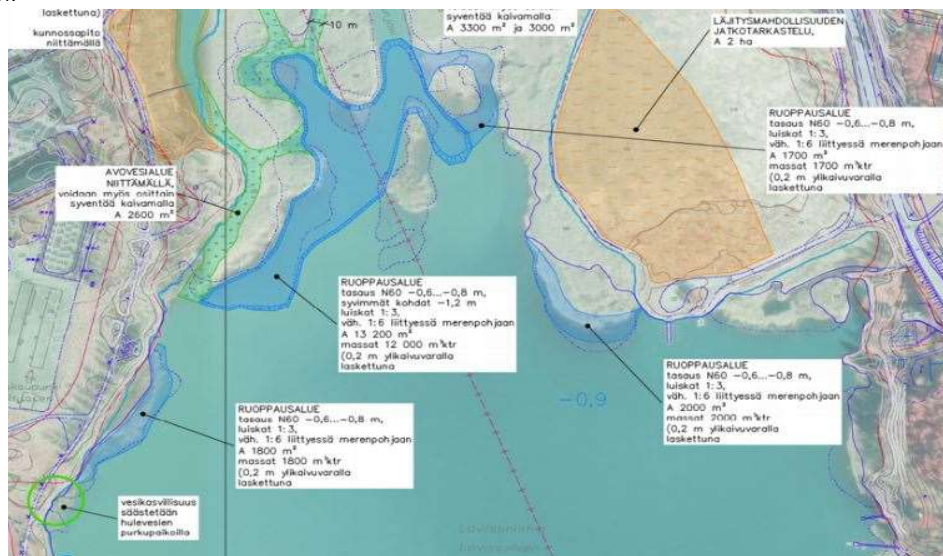 laskettuna)
kunnossapito
niittämällä
10 m
syventää kaivamalla
A 3300 m² ja 3000 m²
LÄJITYSMAHDOLLISUUDEN
JATKOTARKASTELU,
A 2 ha
RUOPPAUSALUE
tasaus N60 −0,6...−0,8 m,
luiskat 1:3,
väh. 1:6 liittyessä merenpohjaan
A 1700 m²
massat 1700 m³ktr
(0,2 m ylikaivuvaralla
laskettuna
AVOVESIALUE
NIITTÄMÄLLÄ,
voidaan myös osittain
syventää kaivamalla
A 2600 m²
RUOPPAUSALUE
tasaus N60 −0,6...−0,8 m,
syvimmät kohdat −1,2 m
luiskat 1:3,
väh. 1:6 liittyessä merenpohjaan
A 13 200 m²
massat 12 000 m³ktr
(0,2 m ylikaivuvaralla
laskettuna
RUOPPAUSALUE
tasaus N60 −0,6...−0,8 m,
luiskat 1:3,
väh. 1:6 liittyessä merenpohjaan
A 2000 m²
massat 2000 m³ktr
(0,2 m ylikaivuvaralla
laskettuna
−0,9
RUOPPAUSALUE
tasaus N60 −0,6...−0,8 m,
luiskat 1:3,
väh. 1:6 liittyessä merenpohjaan
A 1800 m²
massat 1800 m³ktr
(0,2 m ylikaivuvaralla
laskettuna
vesikasvillisuus
säästetään
hulevesien
purkupaikoilla